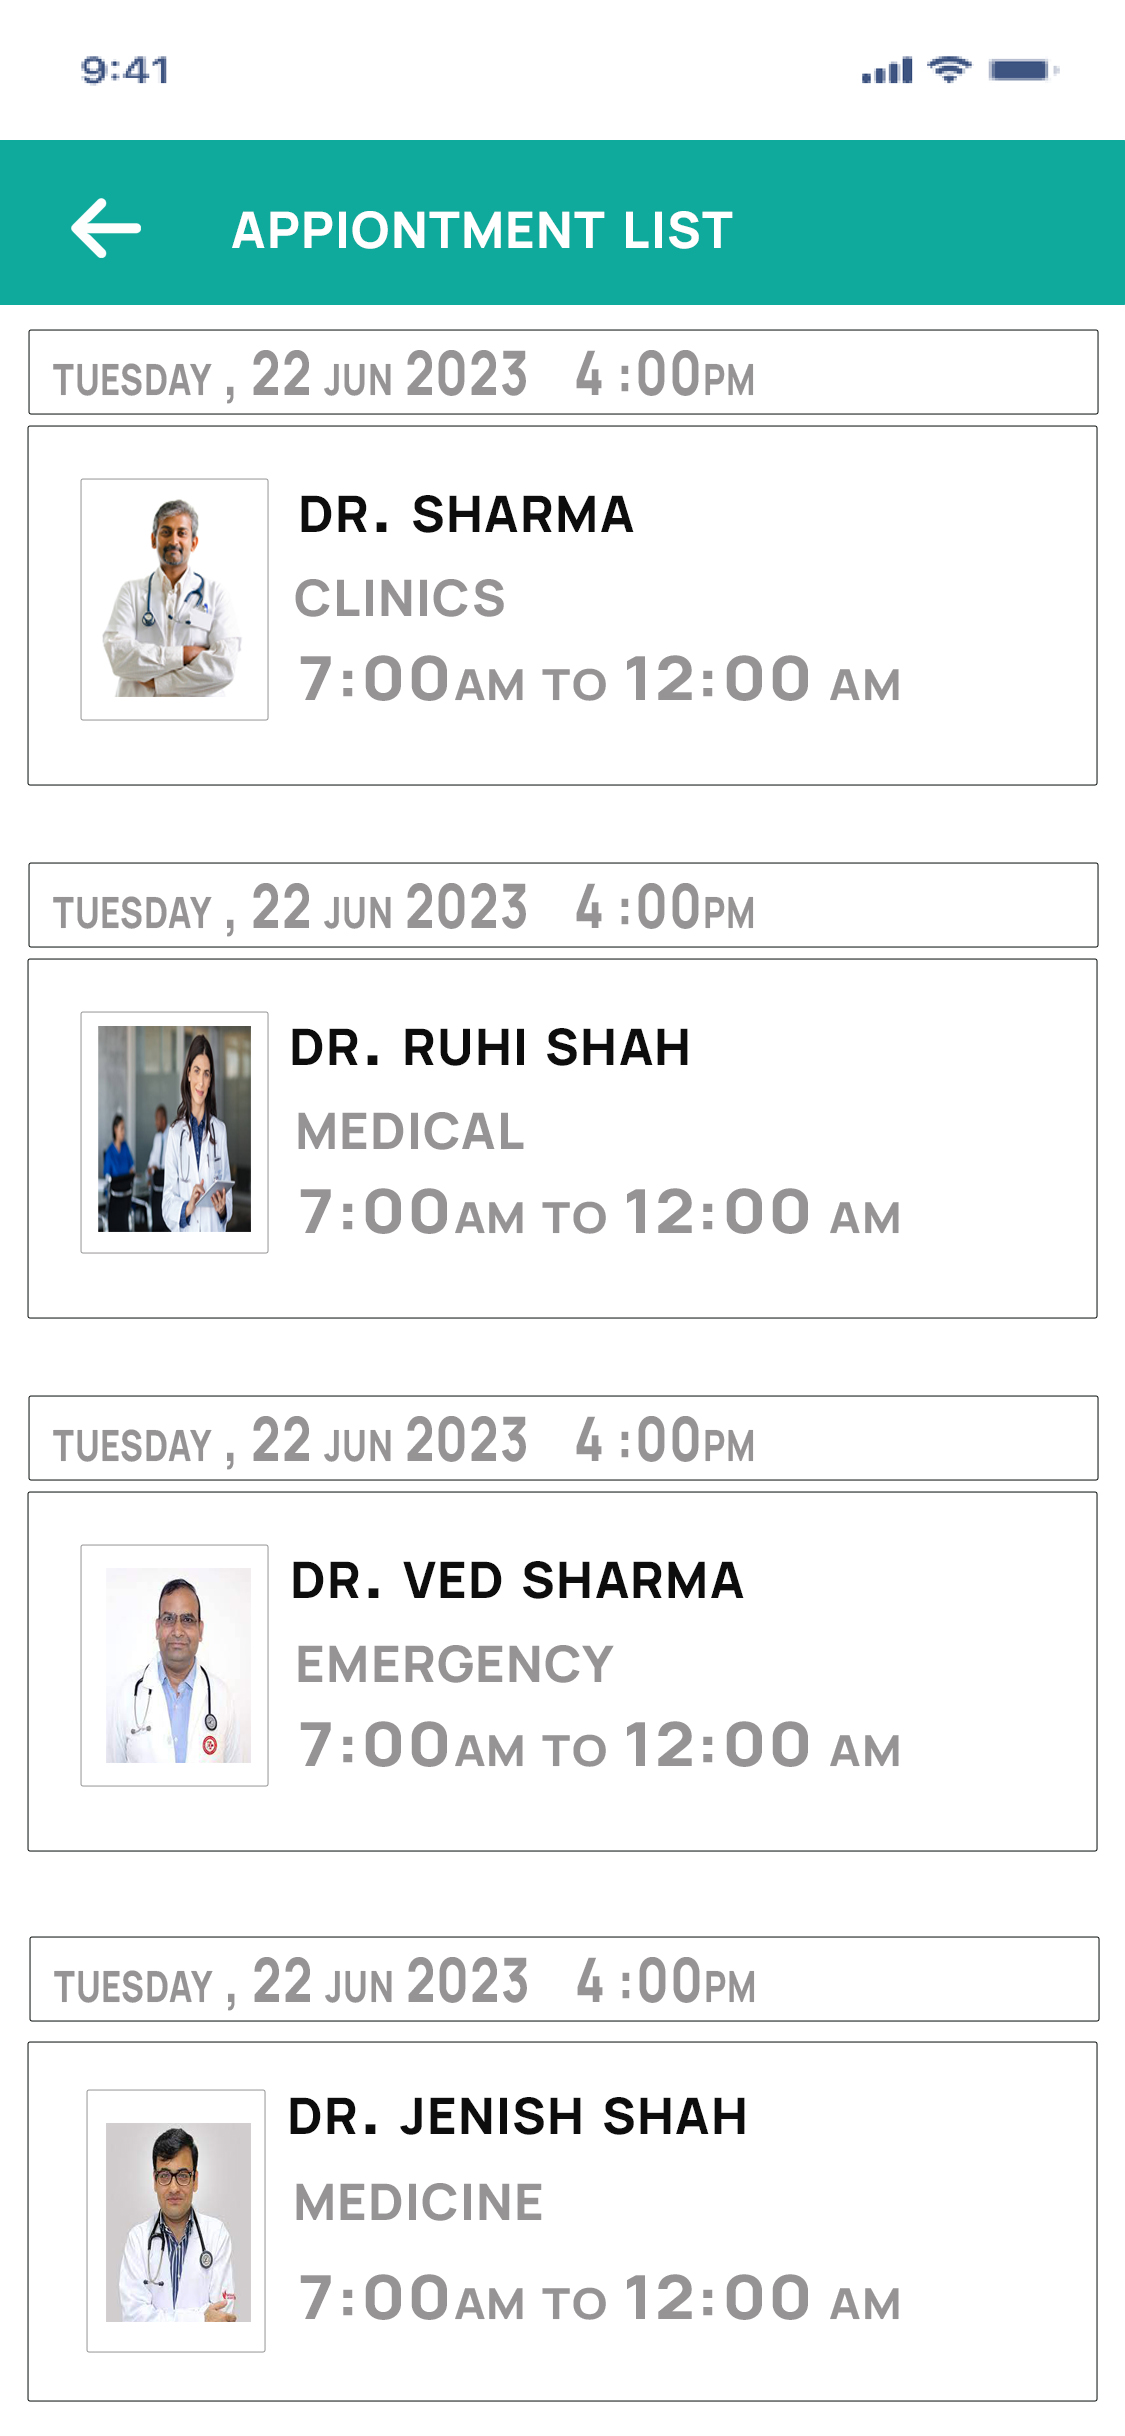 9:41
APPIONTMENT LIST
TUESDAY , 22 JUN 2023 4 :00PM
DR. SHARMA
CLINICS
7:00AM TO 12:00 AM
TUESDAY , 22 JUN 2023 4 :00PM
DR. RUHI SHAH
MEDICAL
7:00AM TO 12:00 AM
TUESDAY , 22 JUN 2023 4 :00PM
DR. VED SHARMA
EMERGENCY
7:00AM TO 12:00 AM
TUESDAY , 22 JUN 2023 4 :00PM
DR. JENISH SHAH
MEDICINE
7:00AM TO 12:00 AM